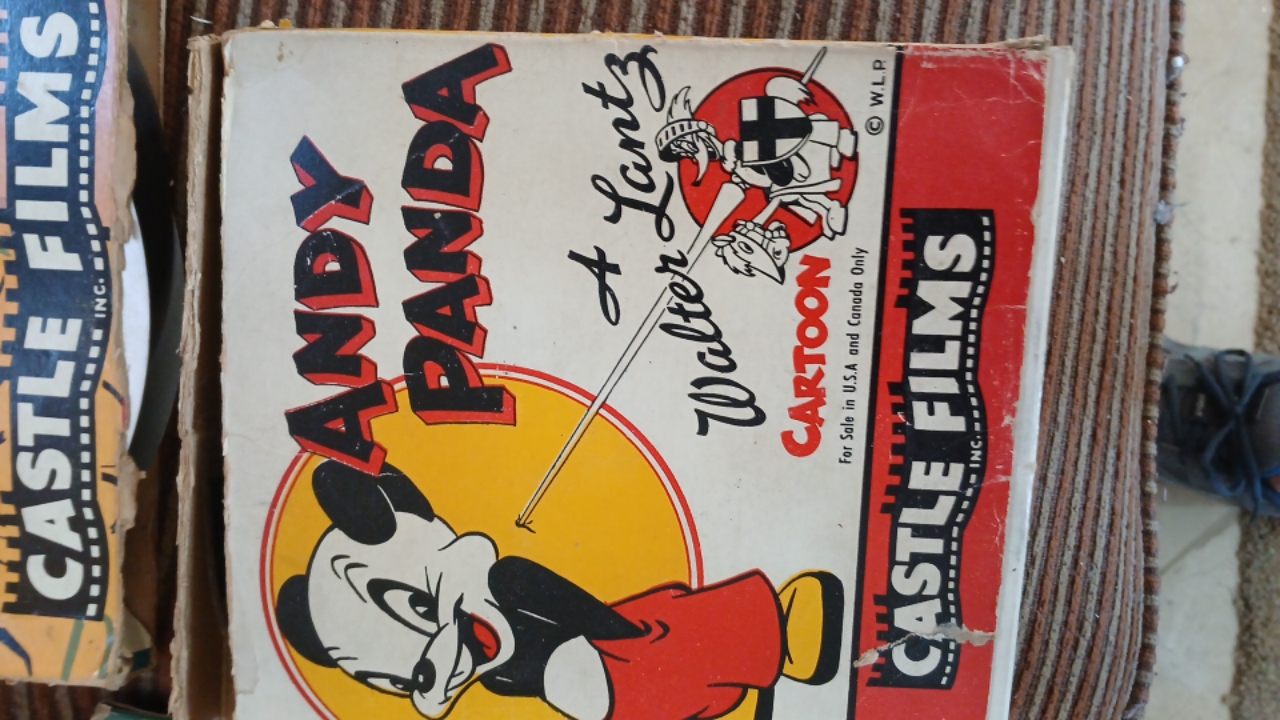 CASTLE FILMS
INC.
ANDY
PANDA
A
Walter Lantz
CARTOON
For Sale in U.S.A and Canada Only
© W.L.P.
CASTLE FILMS
INC.